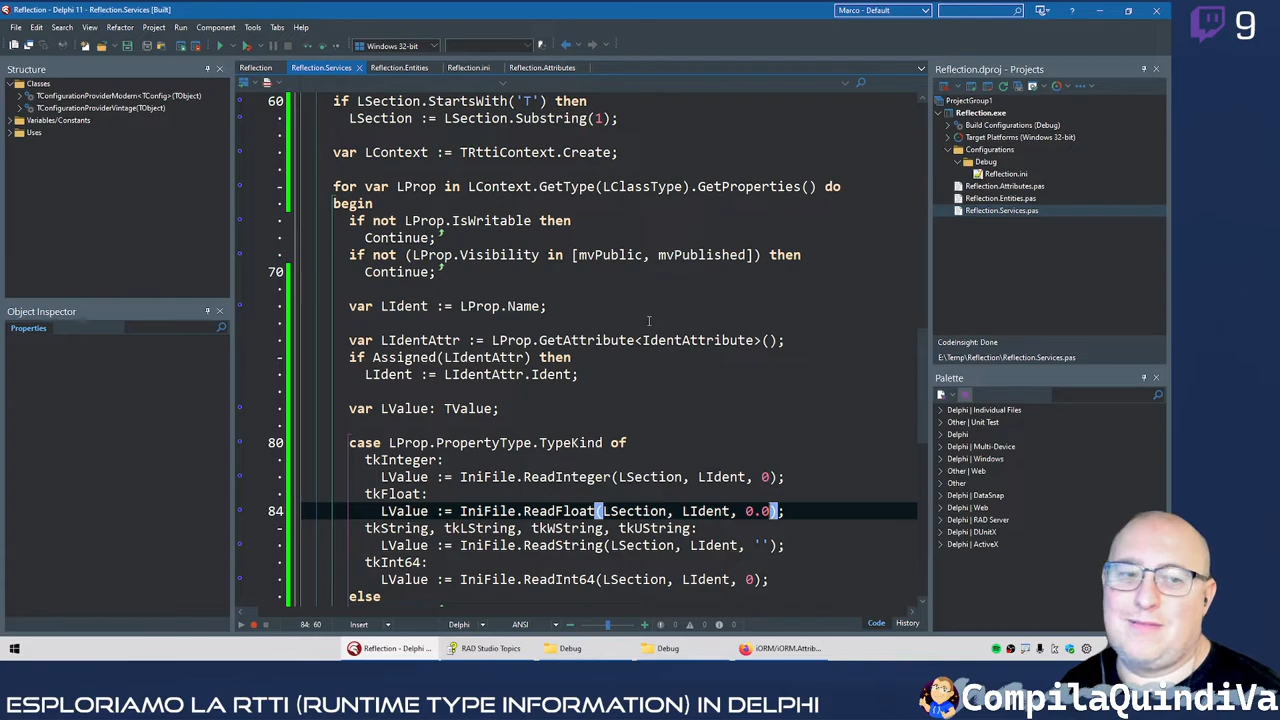 Reflection - Delphi 11 - Reflection.Services [Built]
Marco - Default
9
File Edit Search View Refactor Project Run Component Tools Tabs Help
Windows 32-bit
Structure
Classes
TConfigurationProviderModern<TConfig>(TObject)
TConfigurationProviderVintage(TObject)
Variables/Constants
Uses
Object Inspector
Properties
Reflection Reflection.Services Reflection.Entities Reflection.ini Reflection.Attributes
60 if LSection.StartsWith('T') then
LSection := LSection.Substring(1);
var LContext := TRttiContext.Create;
for var LProp in LContext.GetType(LClassType).GetProperties() do
begin
if not LProp.IsWritable then
Continue;
if not (LProp.Visibility in [mvPublic, mvPublished]) then
70 Continue;
var LIdent := LProp.Name;
var LIdentAttr := LProp.GetAttribute<IdentAttribute>();
if Assigned(LIdentAttr) then
LIdent := LIdentAttr.Ident;
var LValue: TValue;
80 case LProp.PropertyType.TypeKind of
tkInteger:
LValue := IniFile.ReadInteger(LSection, LIdent, 0);
tkFloat:
84 LValue := IniFile.ReadFloat(LSection, LIdent, 0.0);
tkString, tkLString, tkWString, tkUString:
LValue := IniFile.ReadString(LSection, LIdent, '');
tkInt64:
LValue := IniFile.ReadInt64(LSection, LIdent, 0);
else
84: 60 Insert Delphi ANSI 0 0 0 Code History
Reflection.dproj - Projects
ProjectGroup1
Reflection.exe
Build Configurations (Debug)
Target Platforms (Windows 32-bit)
Configurations
Debug
Reflection.ini
Reflection.Attributes.pas
Reflection.Entities.pas
Reflection.Services.pas
CodeInsight: Done
E:\Temp\Reflection\Reflection.Services.pas
Palette
Delphi | Individual Files
Other | Unit Test
Delphi
Delphi | Multi-Device
Delphi | Windows
Other | Web
Other
Delphi | DataSnap
Delphi | Web
Delphi | RAD Server
Delphi | DUnitX
Delphi | ActiveX
Reflection - Delphi ... RAD Studio Topics Debug Debug iORM/iORM.Attrib...
ESPLORIAMO LA RTTI (RUNTIME TYPE INFORMATION) IN DELPHI
CompilaQuindiVa